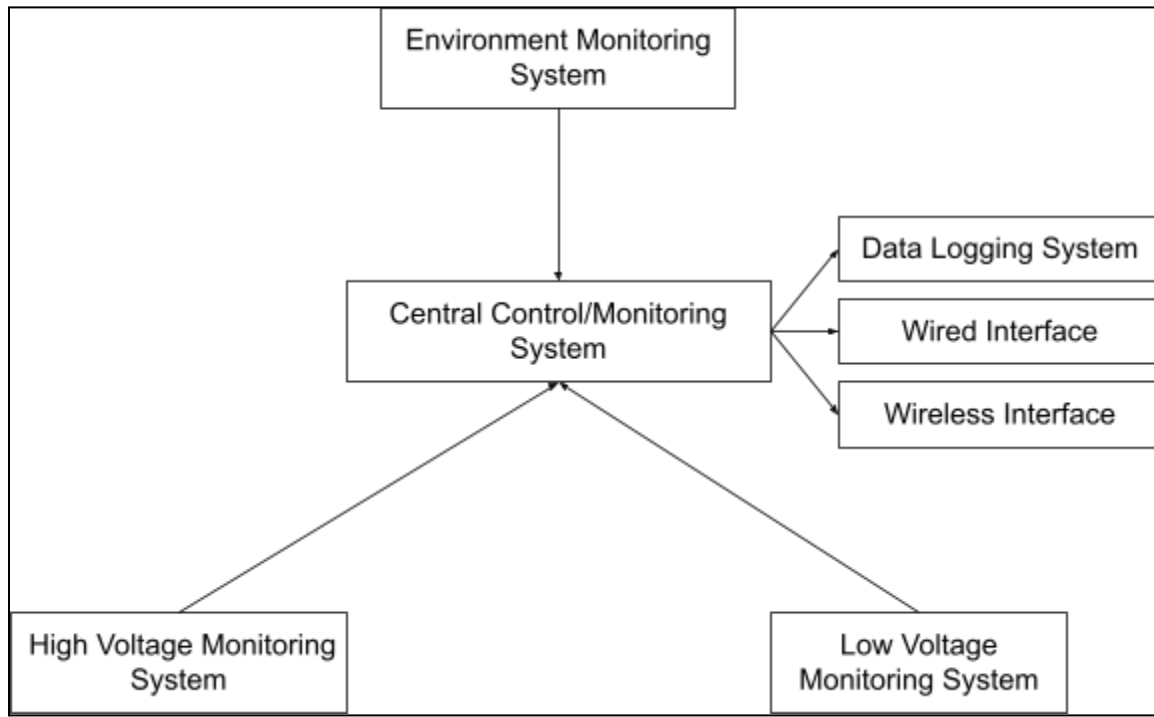 Environment Monitoring
System
Data Logging System
Central Control/Monitoring
System
Wired Interface
Wireless Interface
High Voltage Monitoring
System
Low Voltage
Monitoring System